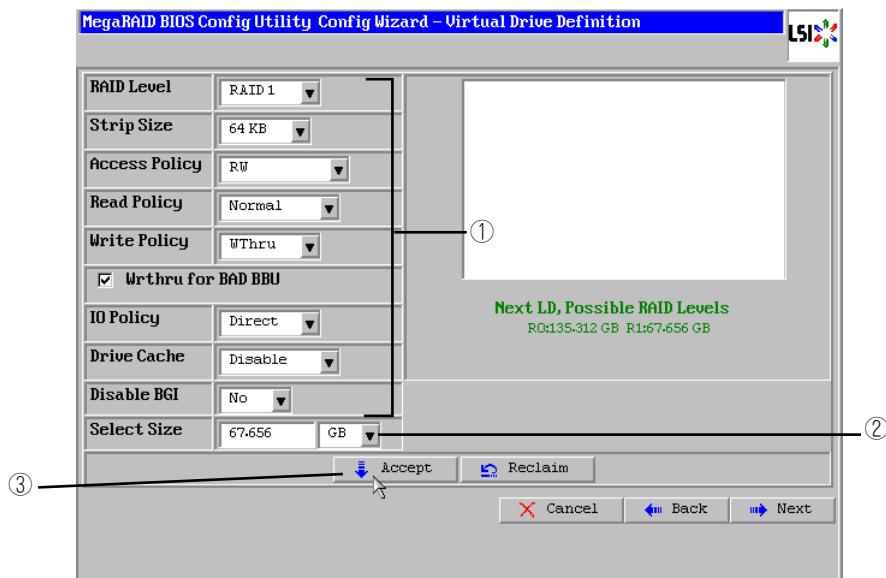 MegaRAID BIOS Config Utility Config Wizard – Virtual Drive Definition
LSI
RAID Level RAID 1
Strip Size 64 KB
Access Policy RW
Read Policy Normal
Write Policy WThru
Wrthru for BAD BBU
IO Policy Direct
Drive Cache Disable
Disable BGI No
Select Size 67.656 GB
①
Next LD, Possible RAID Levels
R0:135.312 GB R1:67.656 GB
②
③
Accept Reclaim
Cancel Back Next